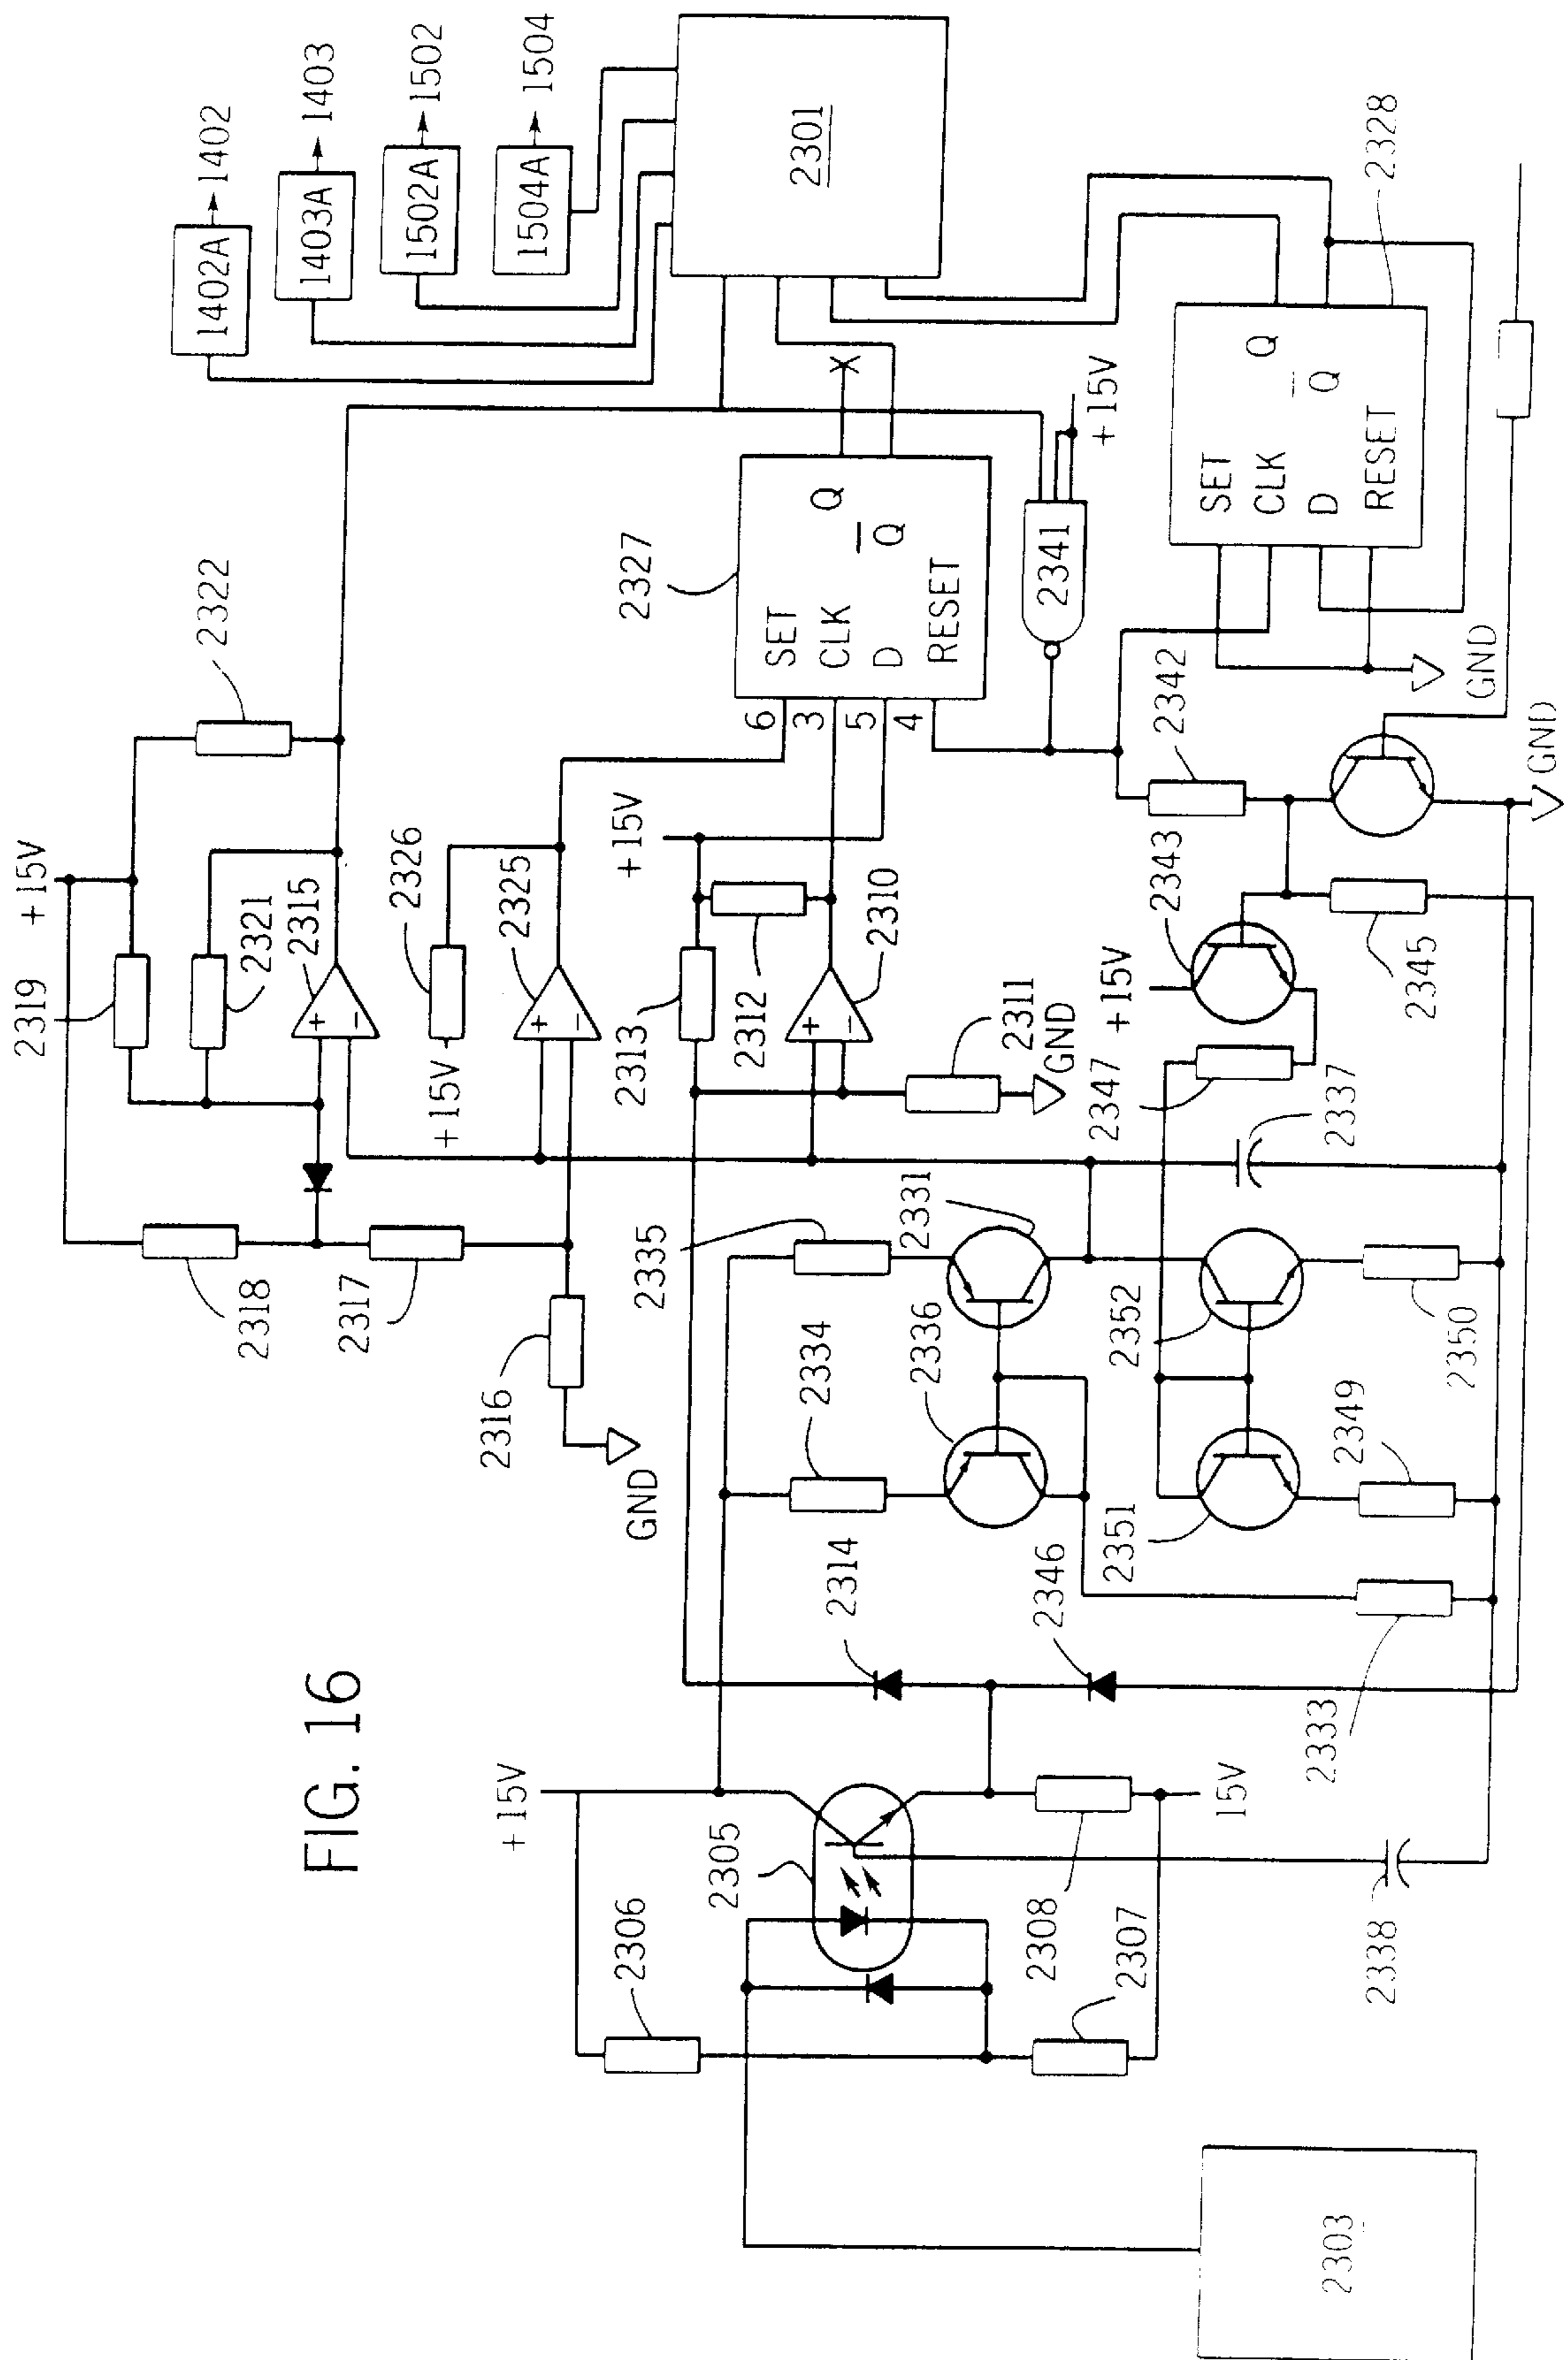 FIG. 16
+15V
2306
2305
2308
2307
15V
2338
2303
2314
2346
2333
2334
2336
2335
2331
2351
2352
2349
2350
2318
2317
2316
GND
+15V
2319
2321
2315
+
−
2322
+15V
2326
2325
+
−
+15V
2313
2312
2310
+
−
2311
GND
2347
2337
+15V
2343
2345
2342
GND
2327
6
3
5
4
SET
CLK
D
RESET
Q
Q
X
2341
+15V
SET
CLK
D
RESET
Q
Q
2328
GND
1402A
1402
1403A
1403
1502A
1502
1504A
1504
2301